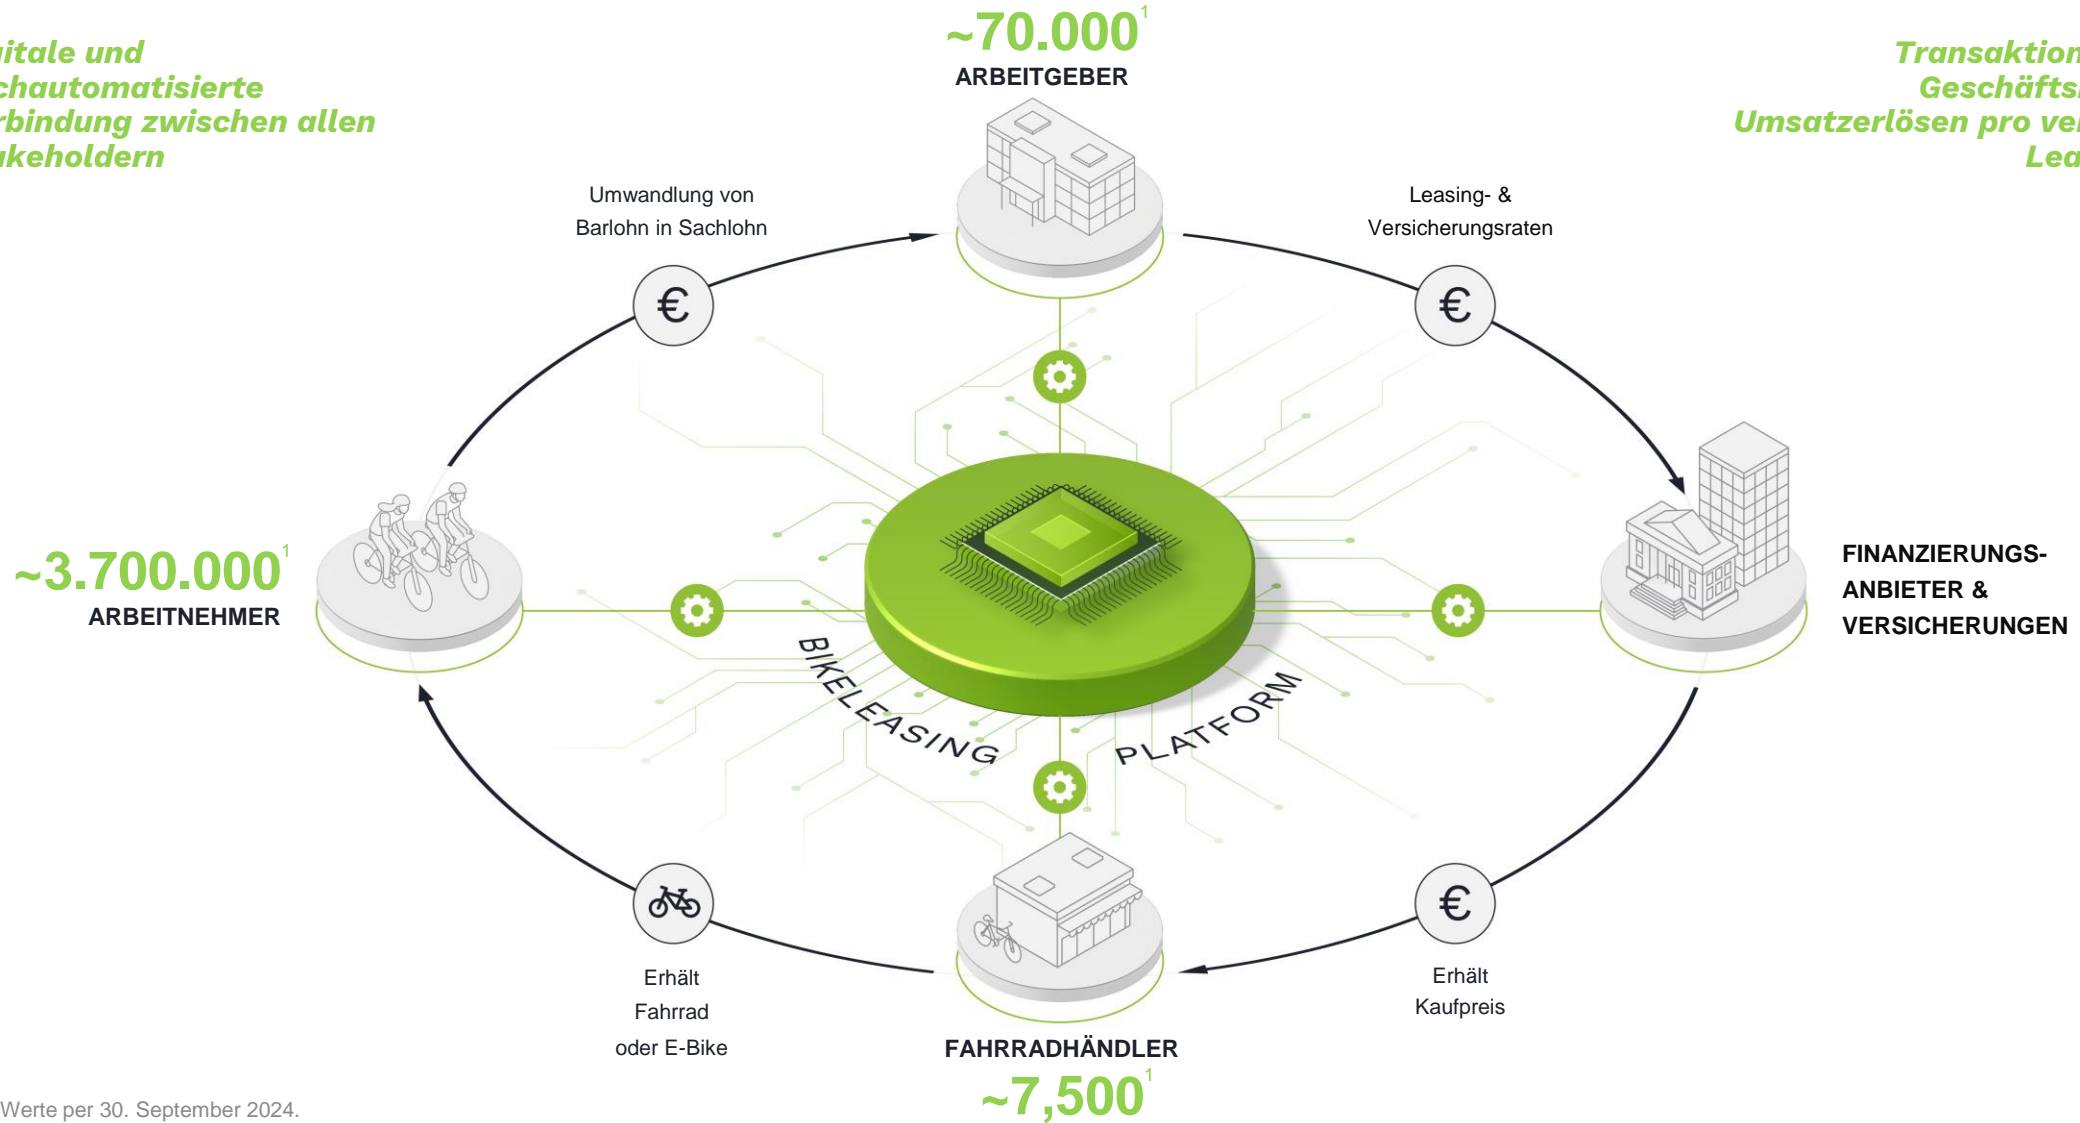 ~70.000¹
ARBEITGEBER
itale und
chautomatisierte
rbindung zwischen allen
akeholdern
Transaktion
Geschäfts
Umsatzerlösen pro
Lea
Umwandlung von
Barlohn in Sachlohn
Leasing- &
Versicherungsraten
€
€
~3.700.000¹
ARBEITNEHMER
FINANZIERUNGS-
ANBIETER &
VERSICHERUNGEN
BIKELEASING PLATFORM
€
Erhält
Fahrrad
oder E-Bike
Erhält
Kaufpreis
FAHRRADHÄNDLER
~7,500¹
Werte per 30. September 2024.